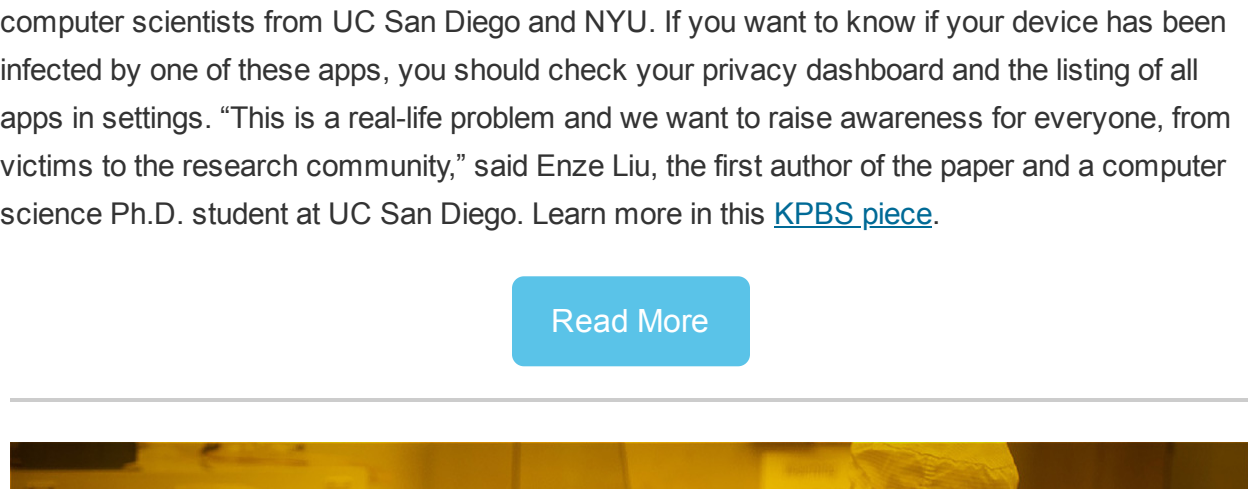 computer scientists from UC San Diego and NYU. If you want to know if your device has been
infected by one of these apps, you should check your privacy dashboard and the listing of all
apps in settings. “This is a real-life problem and we want to raise awareness for everyone, from
victims to the research community,” said Enze Liu, the first author of the paper and a computer
science Ph.D. student at UC San Diego. Learn more in this KPBS piece.
Read More